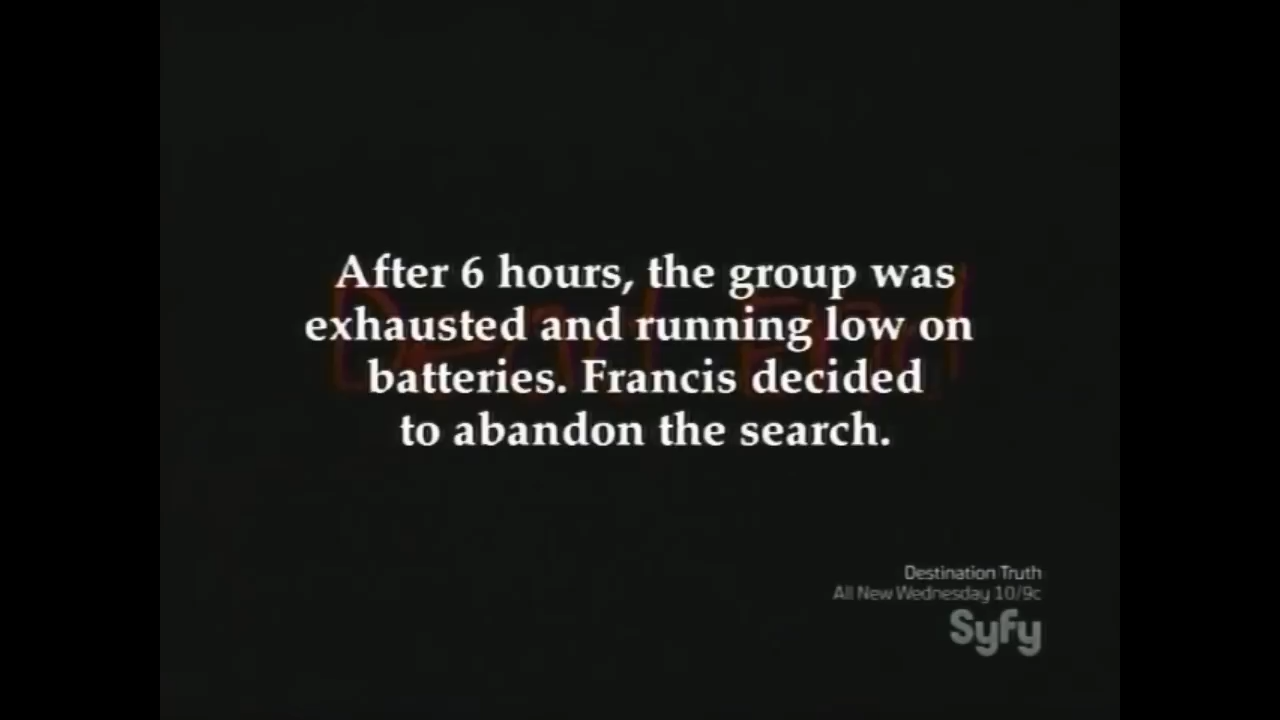 After 6 hours, the group was
exhausted and running low on
batteries. Francis decided
to abandon the search.
Destination Truth
All New Wednesday 10/9c
Syfy